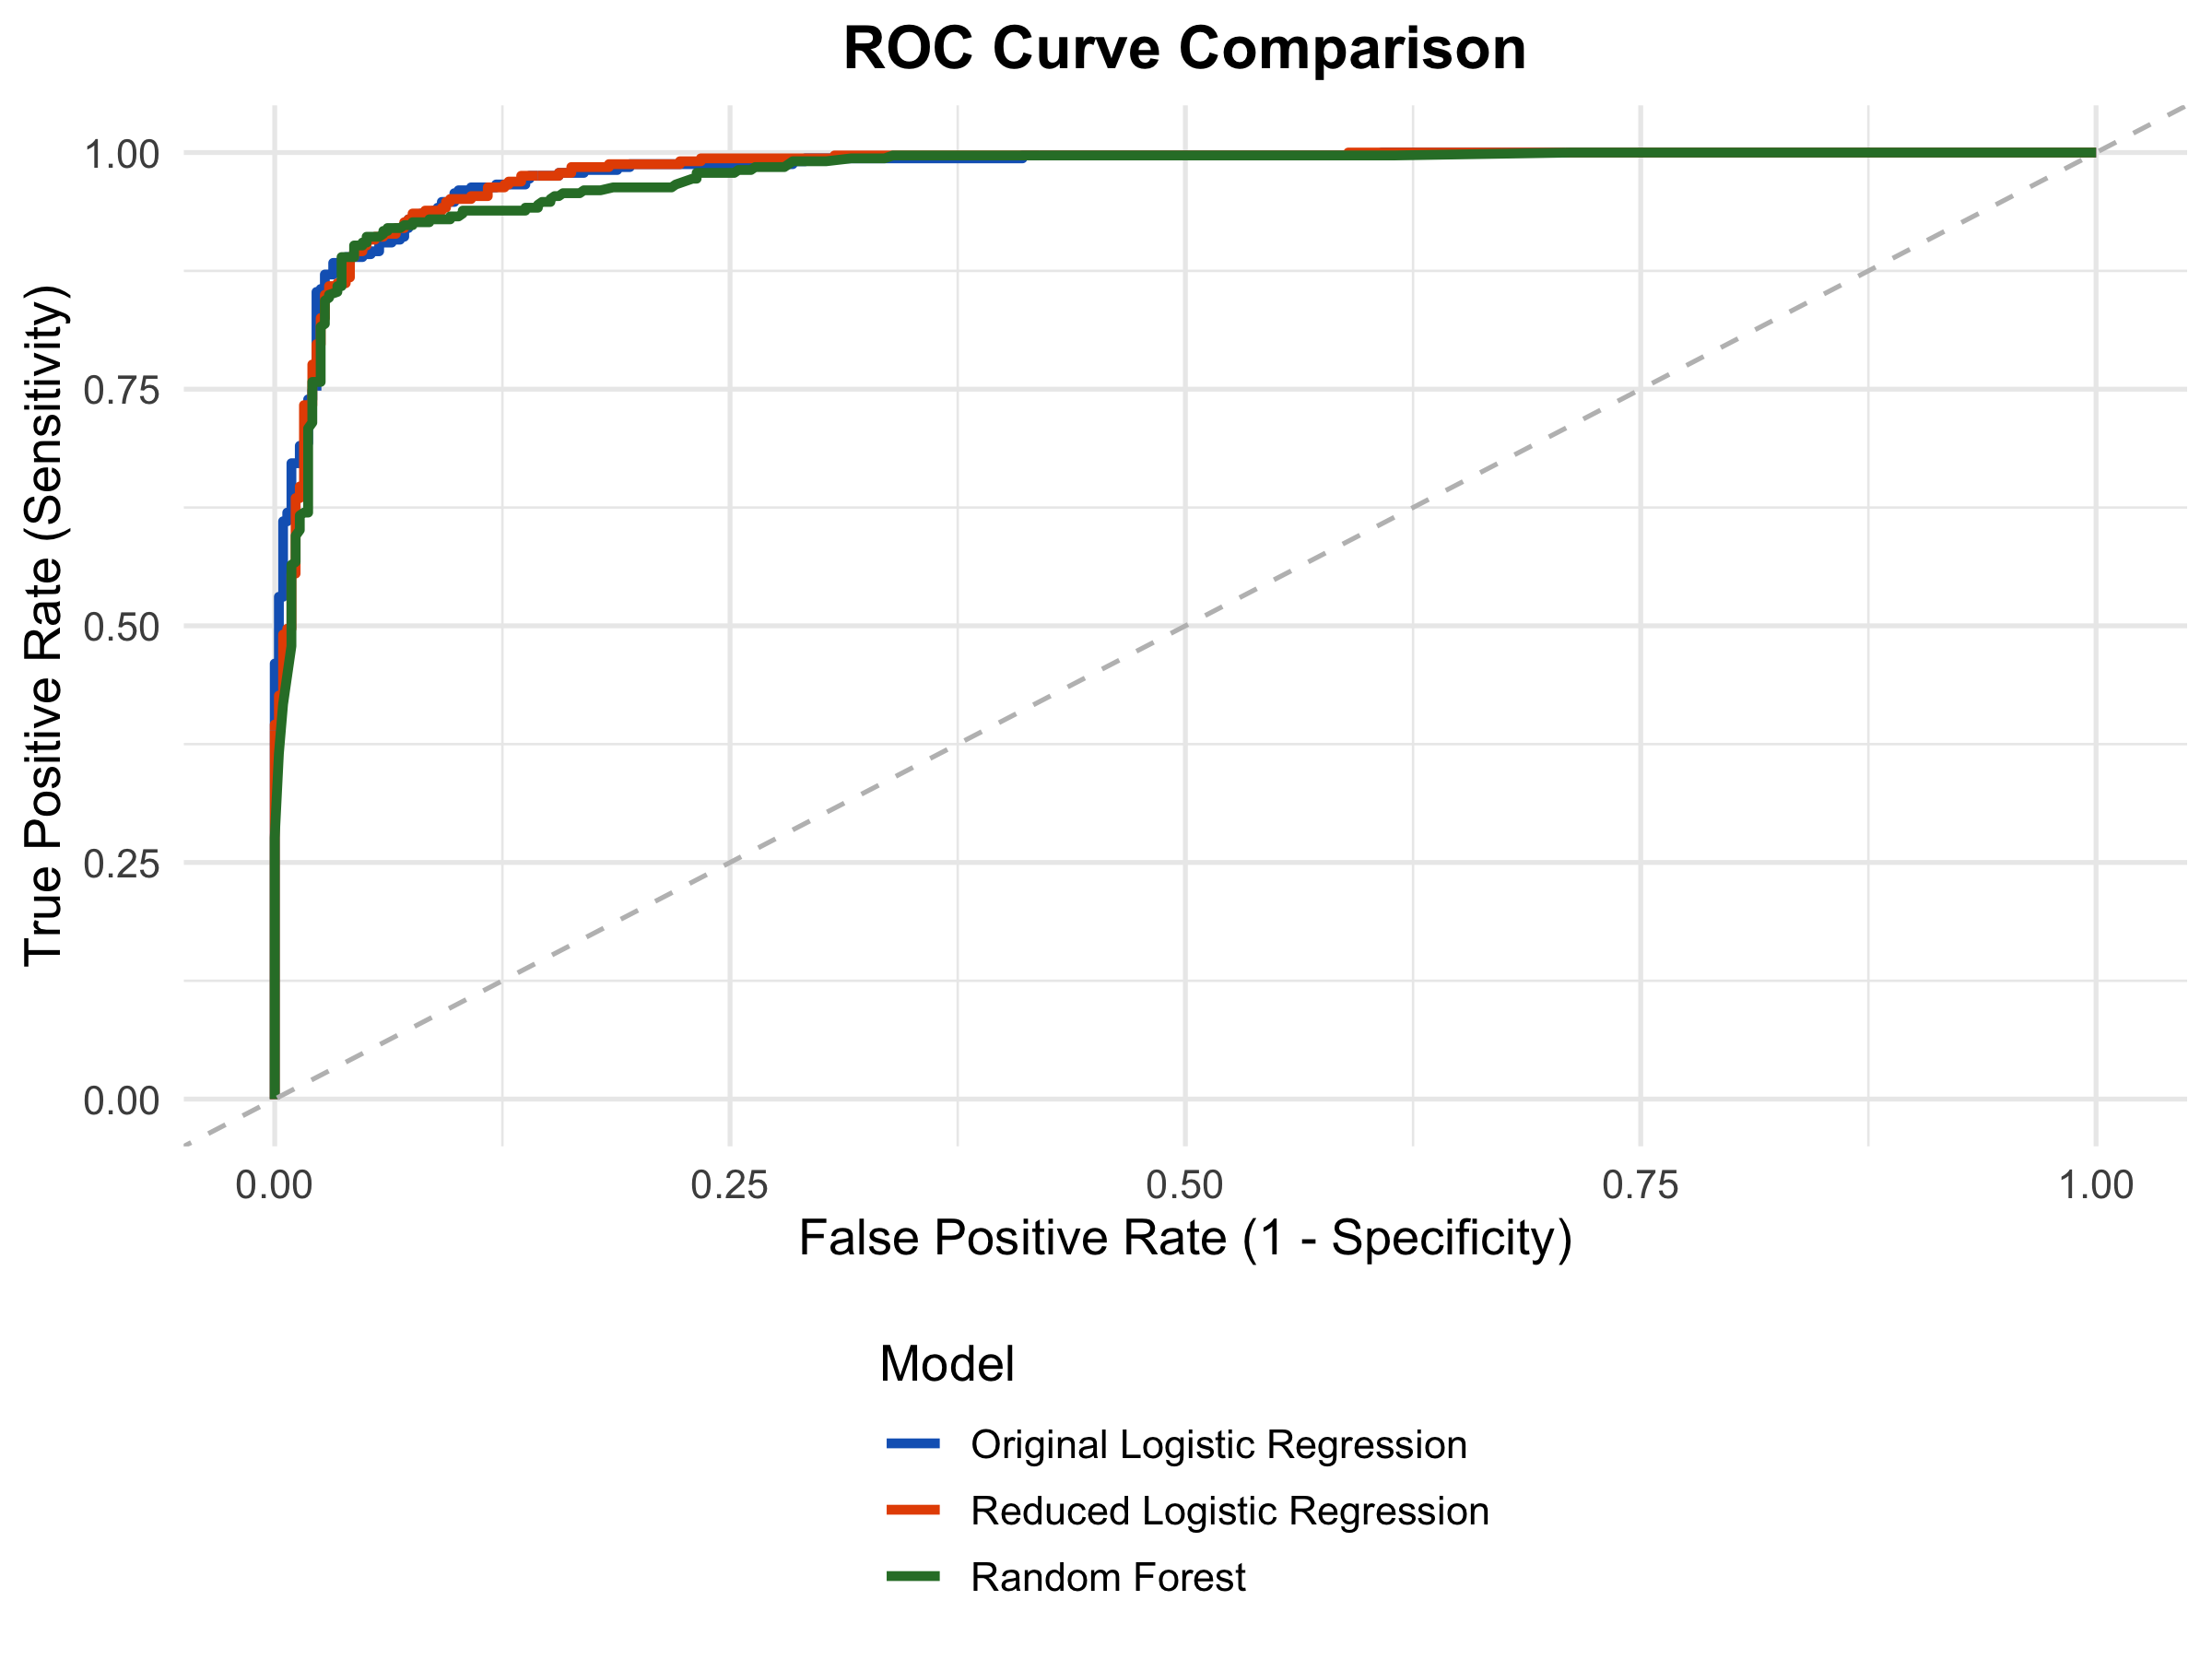 ROC Curve Comparison
True Positive Rate (Sensitivity)
1.00
0.75
0.50
0.25
0.00
0.00 0.25 0.50 0.75 1.00
False Positive Rate (1 - Specificity)
Model
Original Logistic Regression
Reduced Logistic Regression
Random Forest